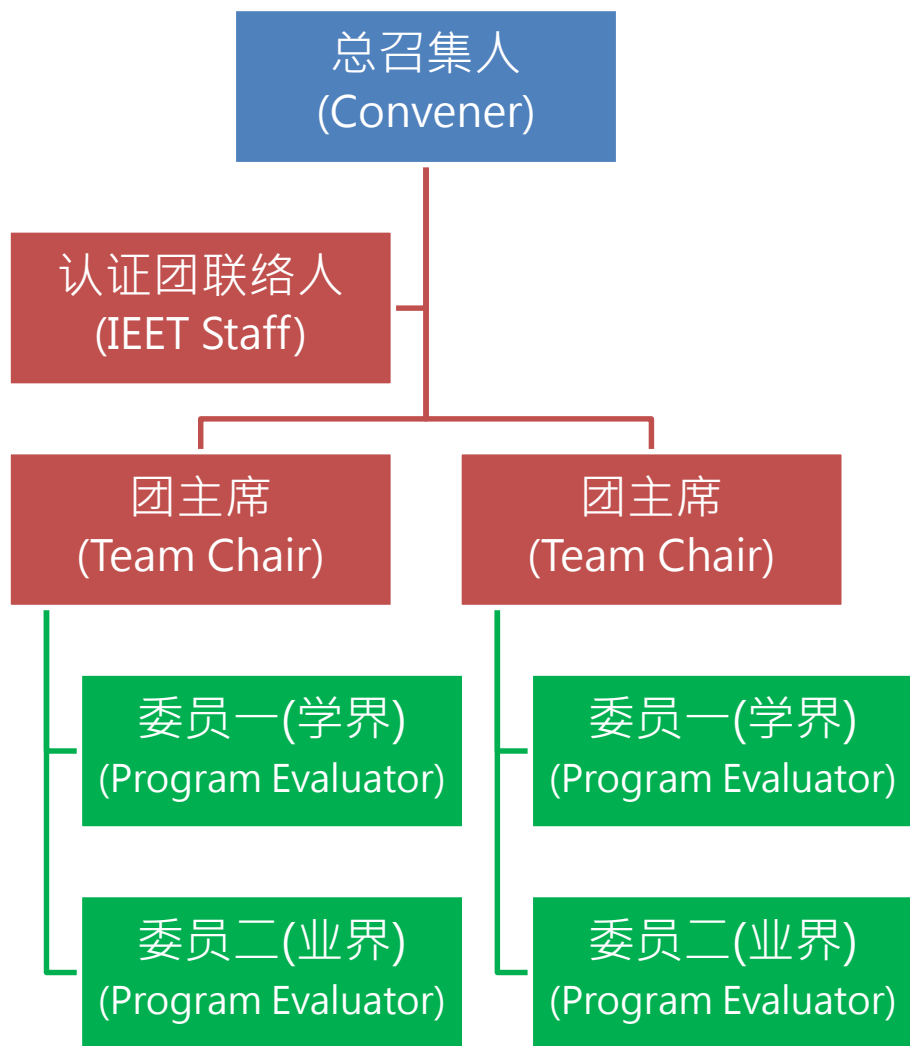 总召集人
(Convener)
认证团联络人
(IEET Staff)
团主席
(Team Chair)
团主席
(Team Chair)
委员一(学界)
(Program Evaluator)
委员一(学界)
(Program Evaluator)
委员二(业界)
(Program Evaluator)
委员二(业界)
(Program Evaluator)